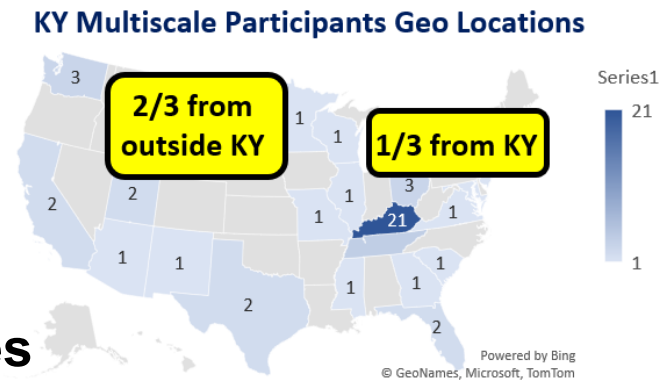 KY Multiscale Participants Geo Locations
Series1
3
2/3 from
outside KY
1
1
1/3 from KY
21
2
2
1
3
1
21
1
1
1
1
1
1
1
2
2
1
es
Powered by Bing
© GeoNames, Microsoft, TomTom